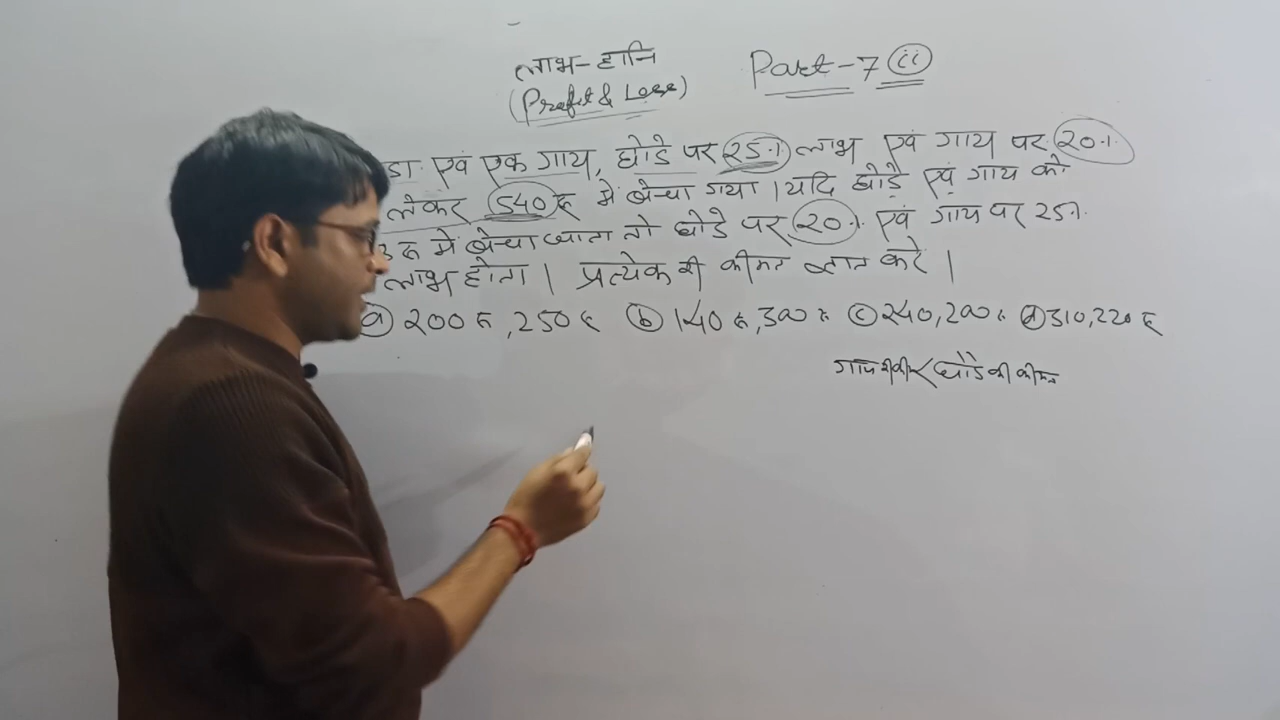 लाभ-हानि
(Profit & Loss)
Part-7 (ii)
डा एवं एक गाय, घोडे पर 25% लाभ एवं गाय पर 20%
लेकर 540 रु में बेचा गया । यदि घोडे एवं गाय को
3 रु में बेचा जाता तो घोडे पर 20% एवं गाय पर 25%
लाभ होता । प्रत्येक की कीमत ज्ञात करे ।
(a) 200 रु, 250 रु (b) 140 रु, 300 रु (c) 240, 200 रु (d) 310, 220 रु
गाय की < घोडे की कीमत